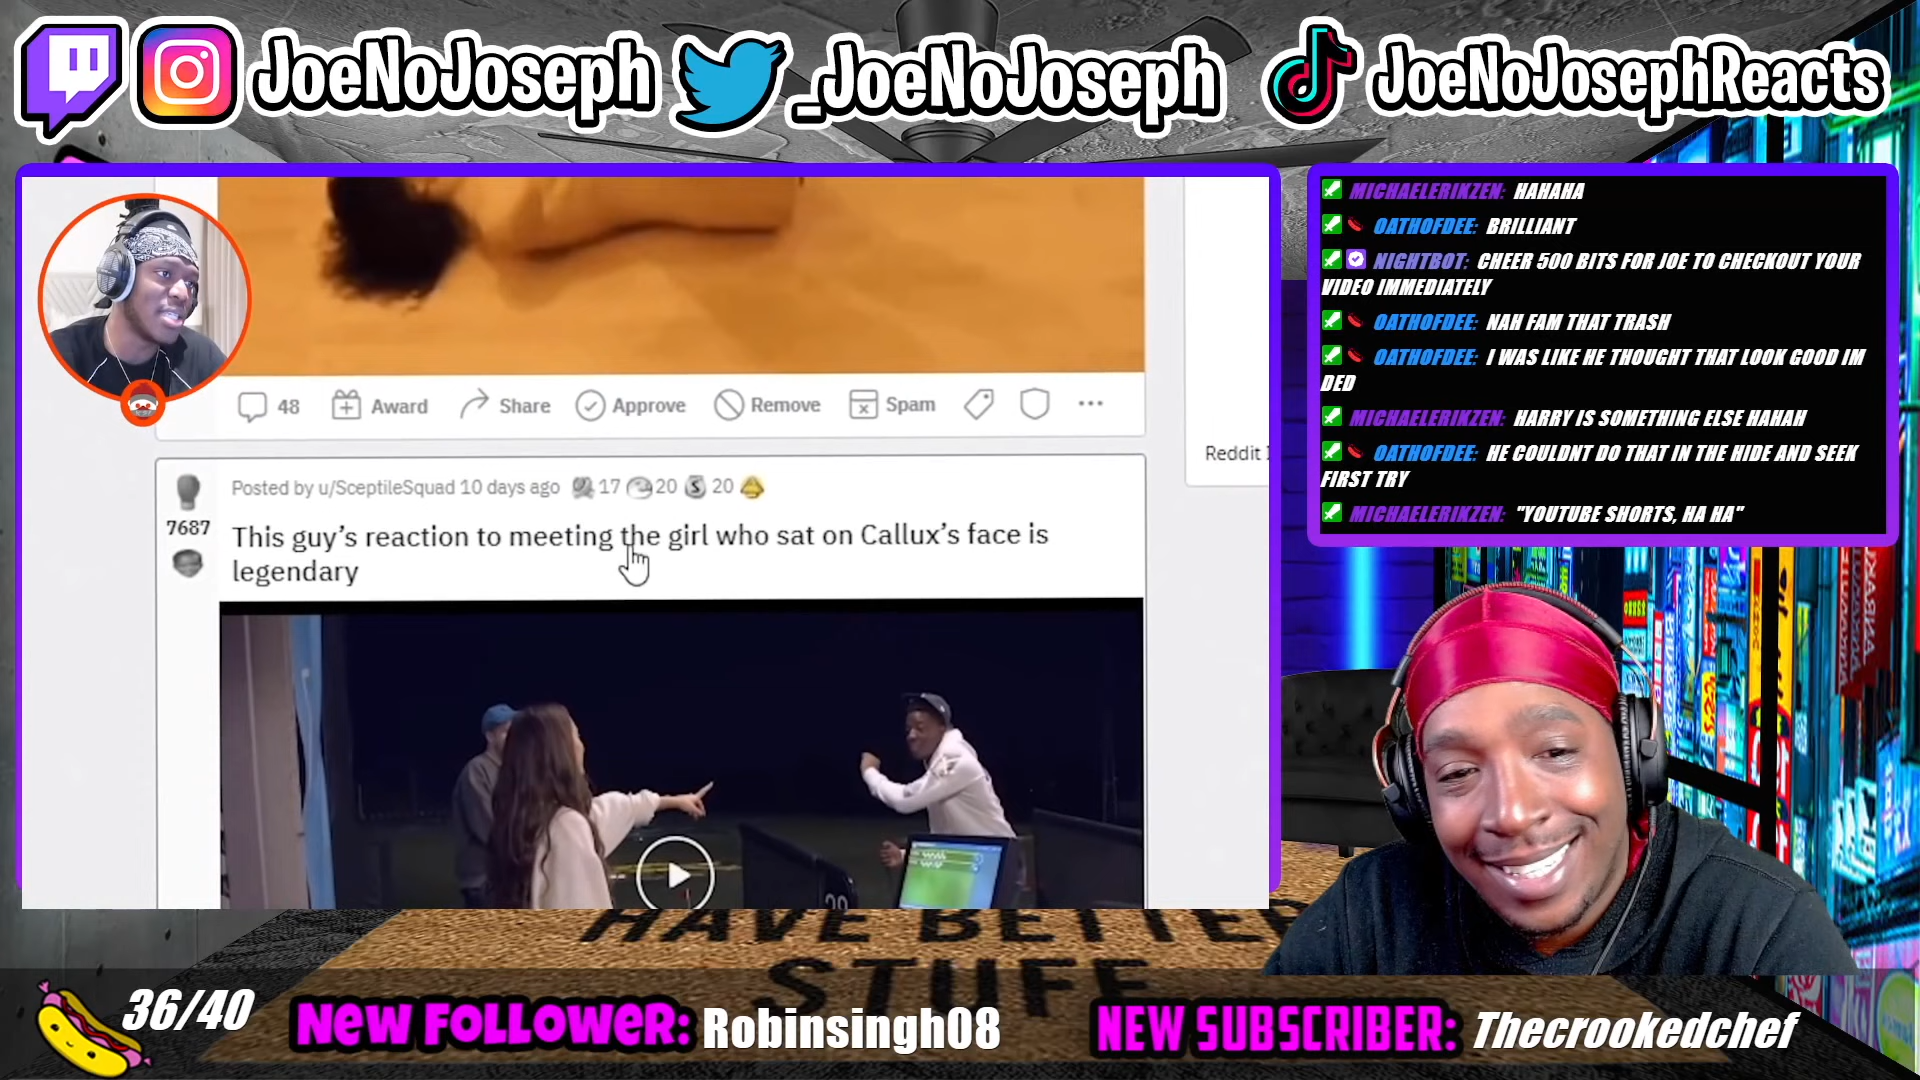 JoeNoJoseph
_JoeNoJoseph
JoeNoJosephReacts
MICHAELERIKZEN: HAHAHA
OATHOFDEE: BRILLIANT
NIGHTBOT: CHEER 500 BITS FOR JOE TO CHECKOUT YOUR
VIDEO IMMEDIATELY
OATHOFDEE: NAH FAM THAT TRASH
OATHOFDEE: I WAS LIKE HE THOUGHT THAT LOOK GOOD IM
DED
MICHAELERIKZEN: HARRY IS SOMETHING ELSE HAHAH
OATHOFDEE: HE COULDNT DO THAT IN THE HIDE AND SEEK
FIRST TRY
MICHAELERIKZEN: "YOUTUBE SHORTS, HA HA"
48 Award Share Approve Remove Spam
Reddit
Posted by u/SceptileSquad 10 days ago 17 20 20
7687
This guy's reaction to meeting the girl who sat on Callux's face is
legendary
HAVE BETTER
STUFF
36/40
NEW FOLLOWER: Robinsingh08
NEW SUBSCRIBER: Thecrookedchef